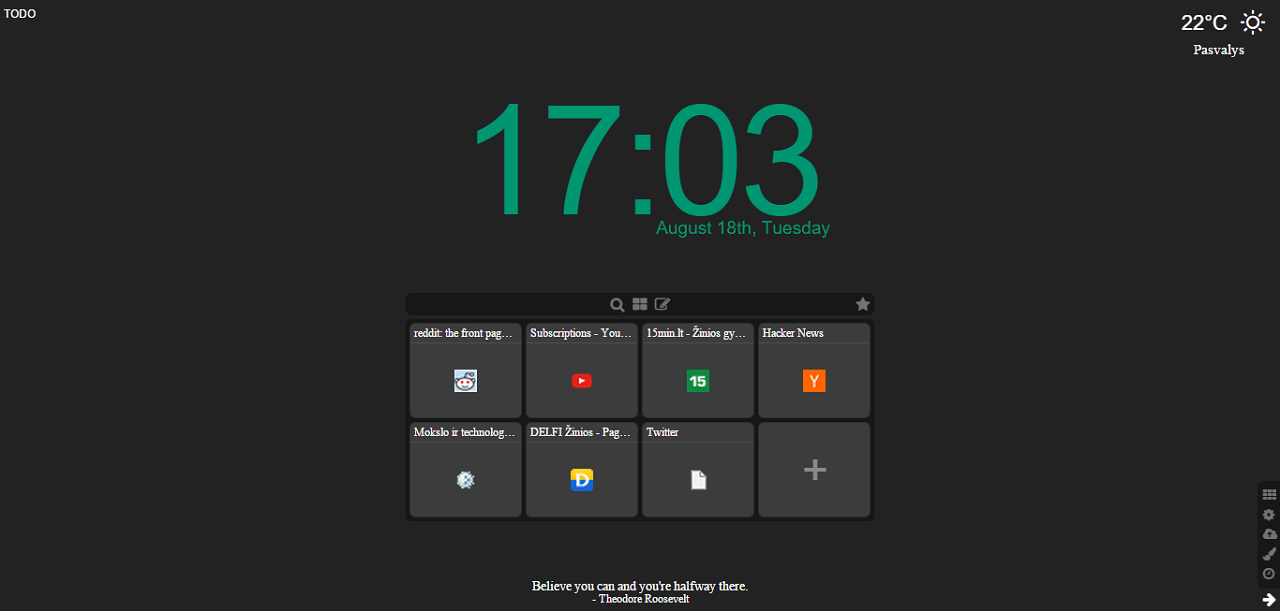 TODO
22°C
Pasvalys
17:03
August 18th, Tuesday
reddit: the front pag…
Subscriptions - You…
15min.lt - Žinios gy…
Hacker News
15
Y
Mokslo ir technolog…
DELFI Žinios - Pag…
Twitter
D
Believe you can and you're halfway there.
- Theodore Roosevelt